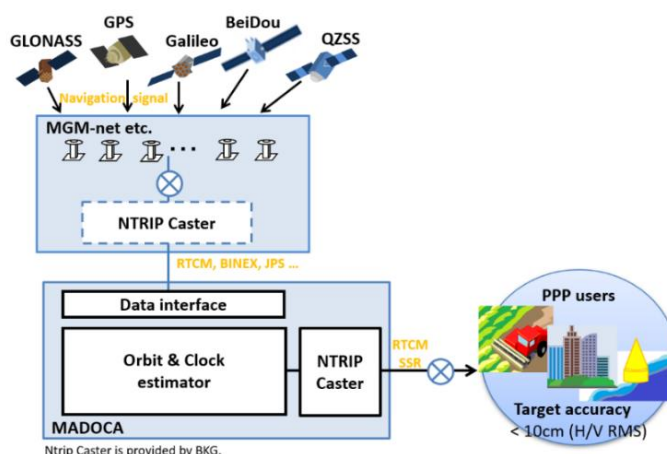 GLONASS
GPS
Galileo
BeiDou
QZSS
Navigation signal
MGM-net etc.
...
NTRIP Caster
RTCM, BINEX, JPS ...
Data interface
Orbit & Clock
estimator
NTRIP
Caster
MADOCA
RTCM
SSR
PPP users
Target accuracy
< 10cm (H/V RMS)
Ntrip Caster is provided by BKG.